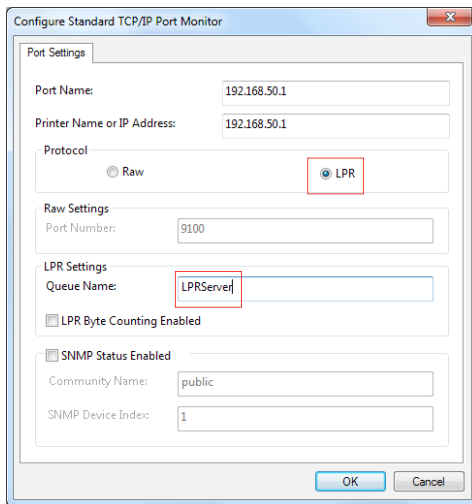 Configure Standard TCP/IP Port Monitor
Port Settings
Port Name: 192.168.50.1
Printer Name or IP Address: 192.168.50.1
Protocol
Raw LPR
Raw Settings
Port Number: 9100
LPR Settings
Queue Name: LPRServer
LPR Byte Counting Enabled
SNMP Status Enabled
Community Name: public
SNMP Device Index: 1
OK Cancel